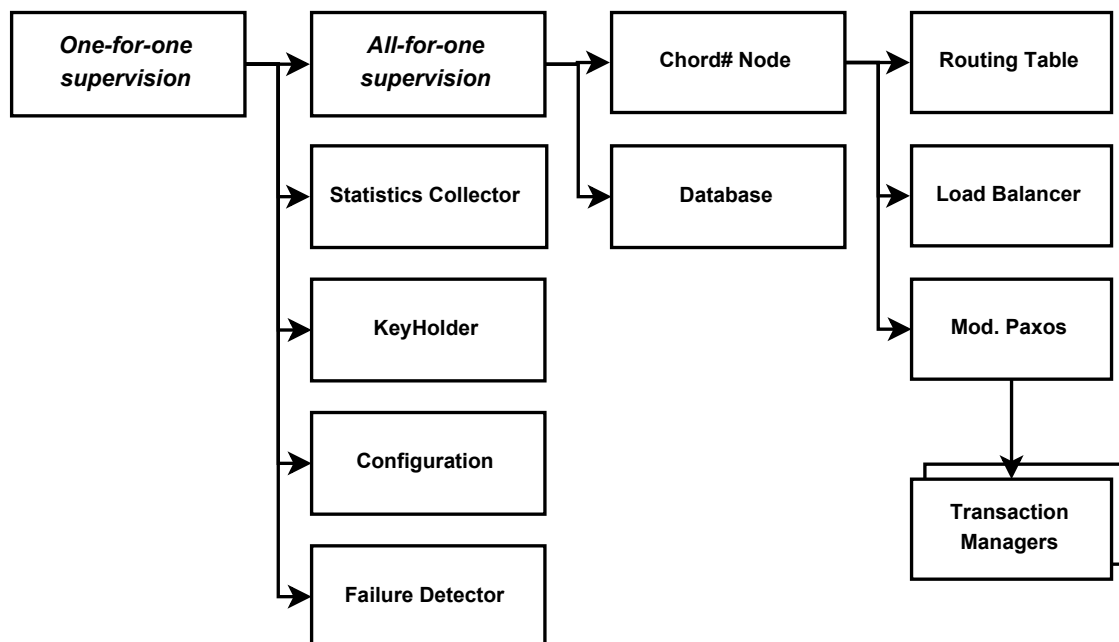 One-for-one
supervision
All-for-one
supervision
Chord# Node
Routing Table
Statistics Collector
Database
Load Balancer
KeyHolder
Mod. Paxos
Configuration
Transaction
Managers
Failure Detector